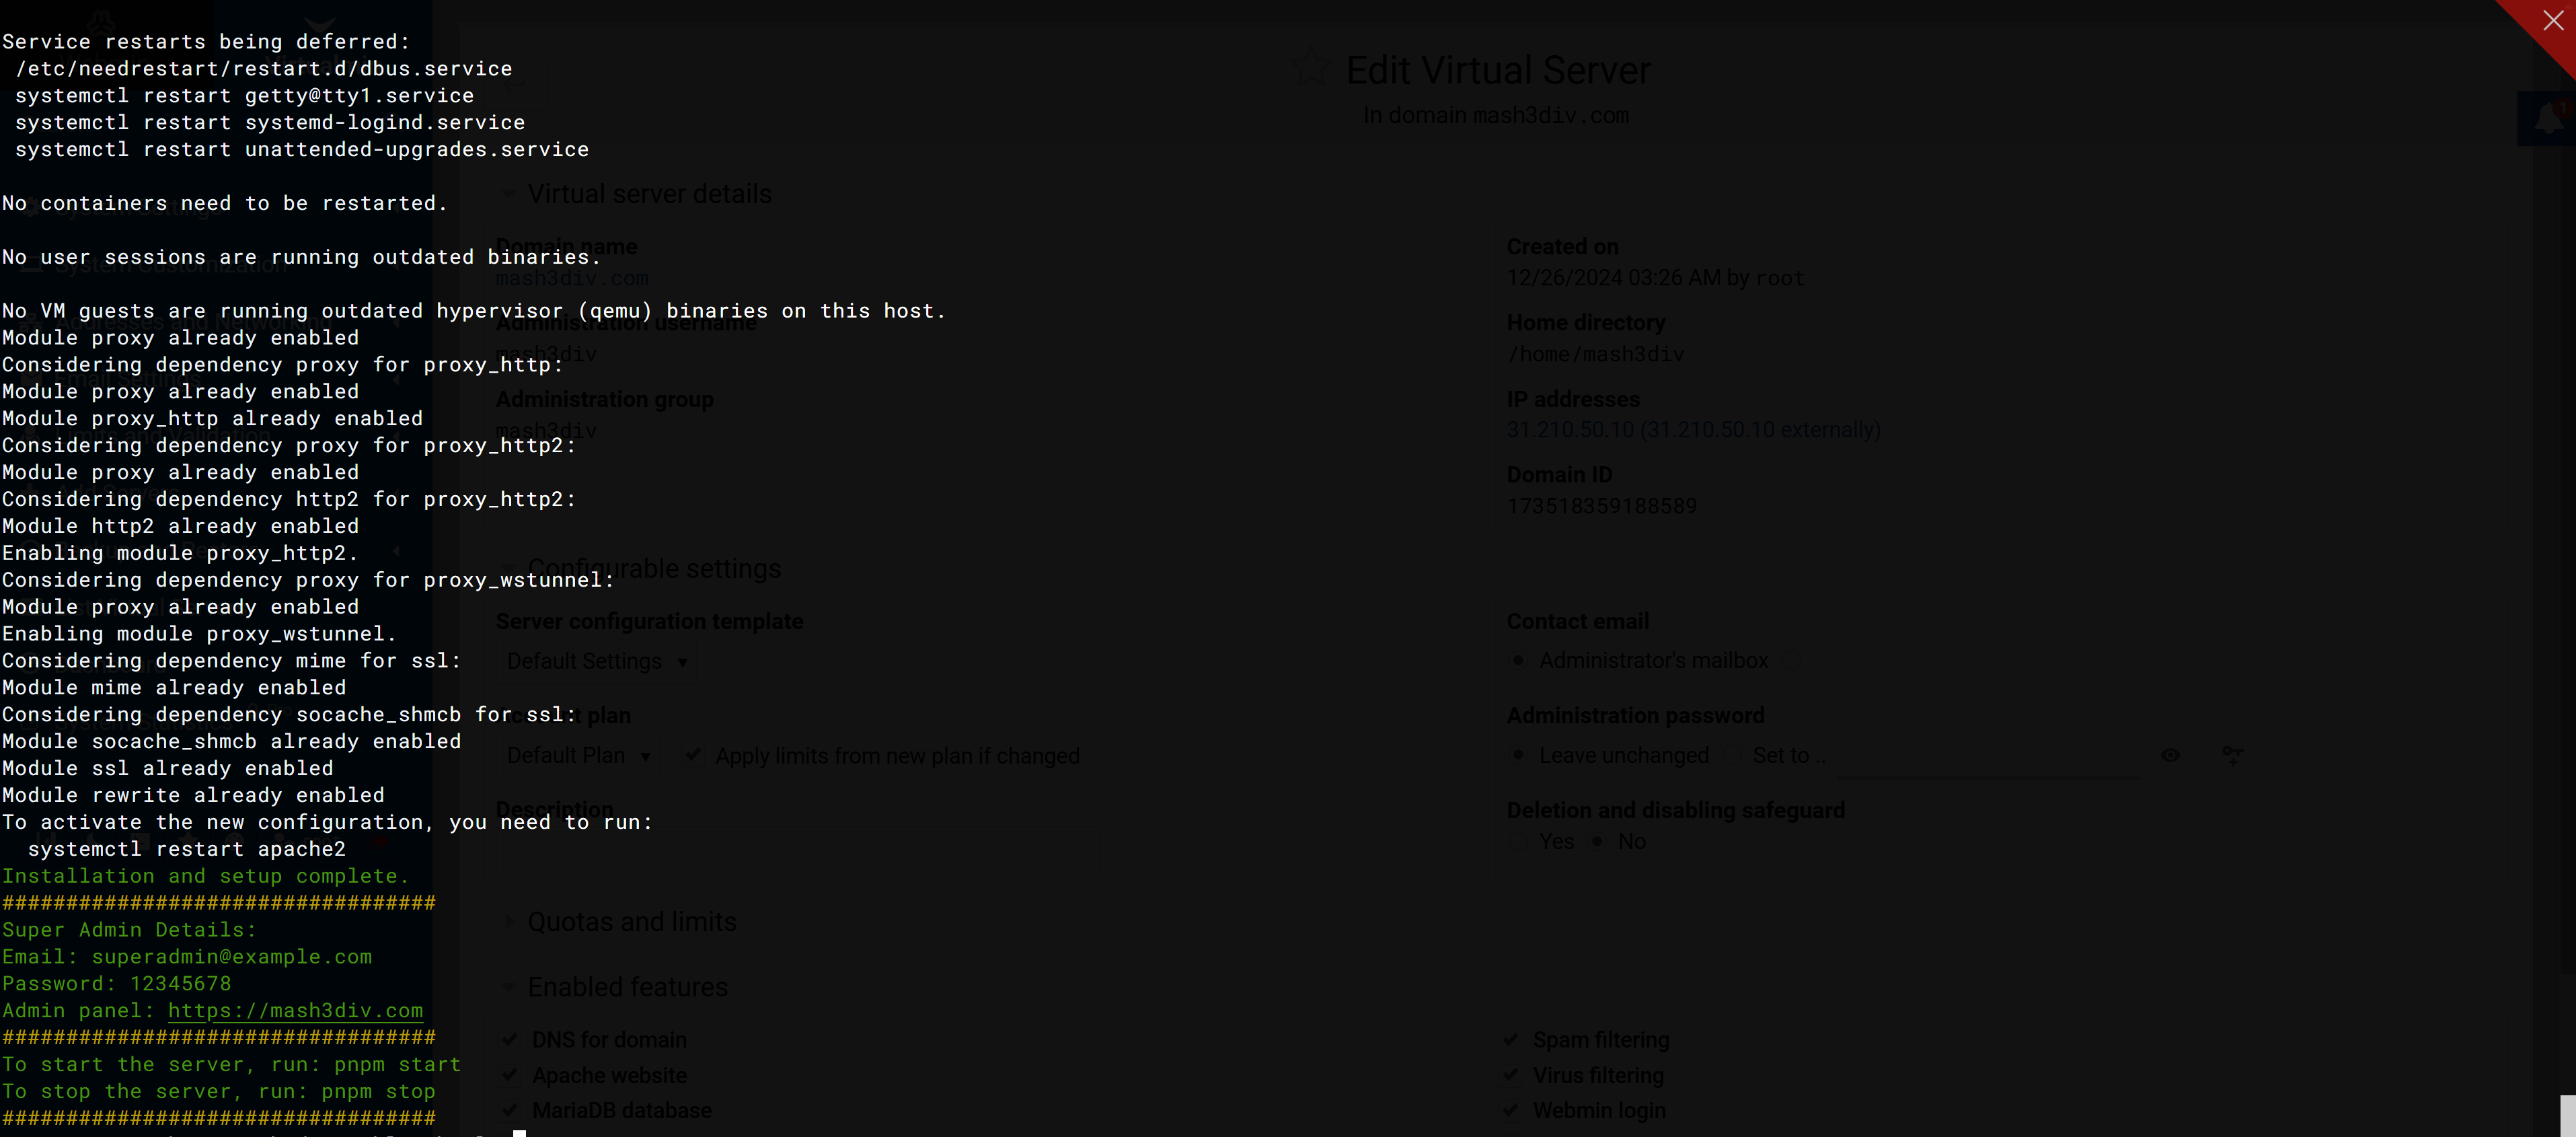 Service restarts being deferred:
/etc/needrestart/restart.d/dbus.service
systemctl restart getty@tty1.service
systemctl restart systemd-logind.service
systemctl restart unattended-upgrades.service
No containers need to be restarted.
No user sessions are running outdated binaries.
No VM guests are running outdated hypervisor (qemu) binaries on this host.
Module proxy already enabled
Considering dependency proxy for proxy_http:
Module proxy already enabled
Module proxy_http already enabled
Considering dependency proxy for proxy_http2:
Module proxy already enabled
Considering dependency http2 for proxy_http2:
Module http2 already enabled
Enabling module proxy_http2.
Considering dependency proxy for proxy_wstunnel:
Module proxy already enabled
Enabling module proxy_wstunnel.
Considering dependency mime for ssl:
Module mime already enabled
Considering dependency socache_shmcb for ssl:
Module socache_shmcb already enabled
Module ssl already enabled
Module rewrite already enabled
To activate the new configuration, you need to run:
systemctl restart apache2
Installation and setup complete.
##################################
Super Admin Details:
Email: superadmin@example.com
Password: 12345678
Admin panel: https://mash3div.com
##################################
To start the server, run: pnpm start
To stop the server, run: pnpm stop
##################################
Edit Virtual Server
In domain mash3div.com
1
System Settings
System Customization
Addresses and Networking
Email Settings
Limits and Validation
Virtual server details
Domain name
mash3div.com
Created on
12/26/2024 03:26 AM by root
Administration username
mash3div
Home directory
/home/mash3div
Administration group
mash3div
IP addresses
31.210.50.10 (31.210.50.10 externally)
Domain ID
173518359188589
Configurable settings
Server configuration template
Default Settings
Contact email
Administrator's mailbox
plan
Default Plan
Apply limits from new plan if changed
Administration password
Leave unchanged Set to ..
Description
Deletion and disabling safeguard
Yes No
Quotas and limits
Enabled features
DNS for domain
Spam filtering
Apache website
Virus filtering
MariaDB database
Webmin login